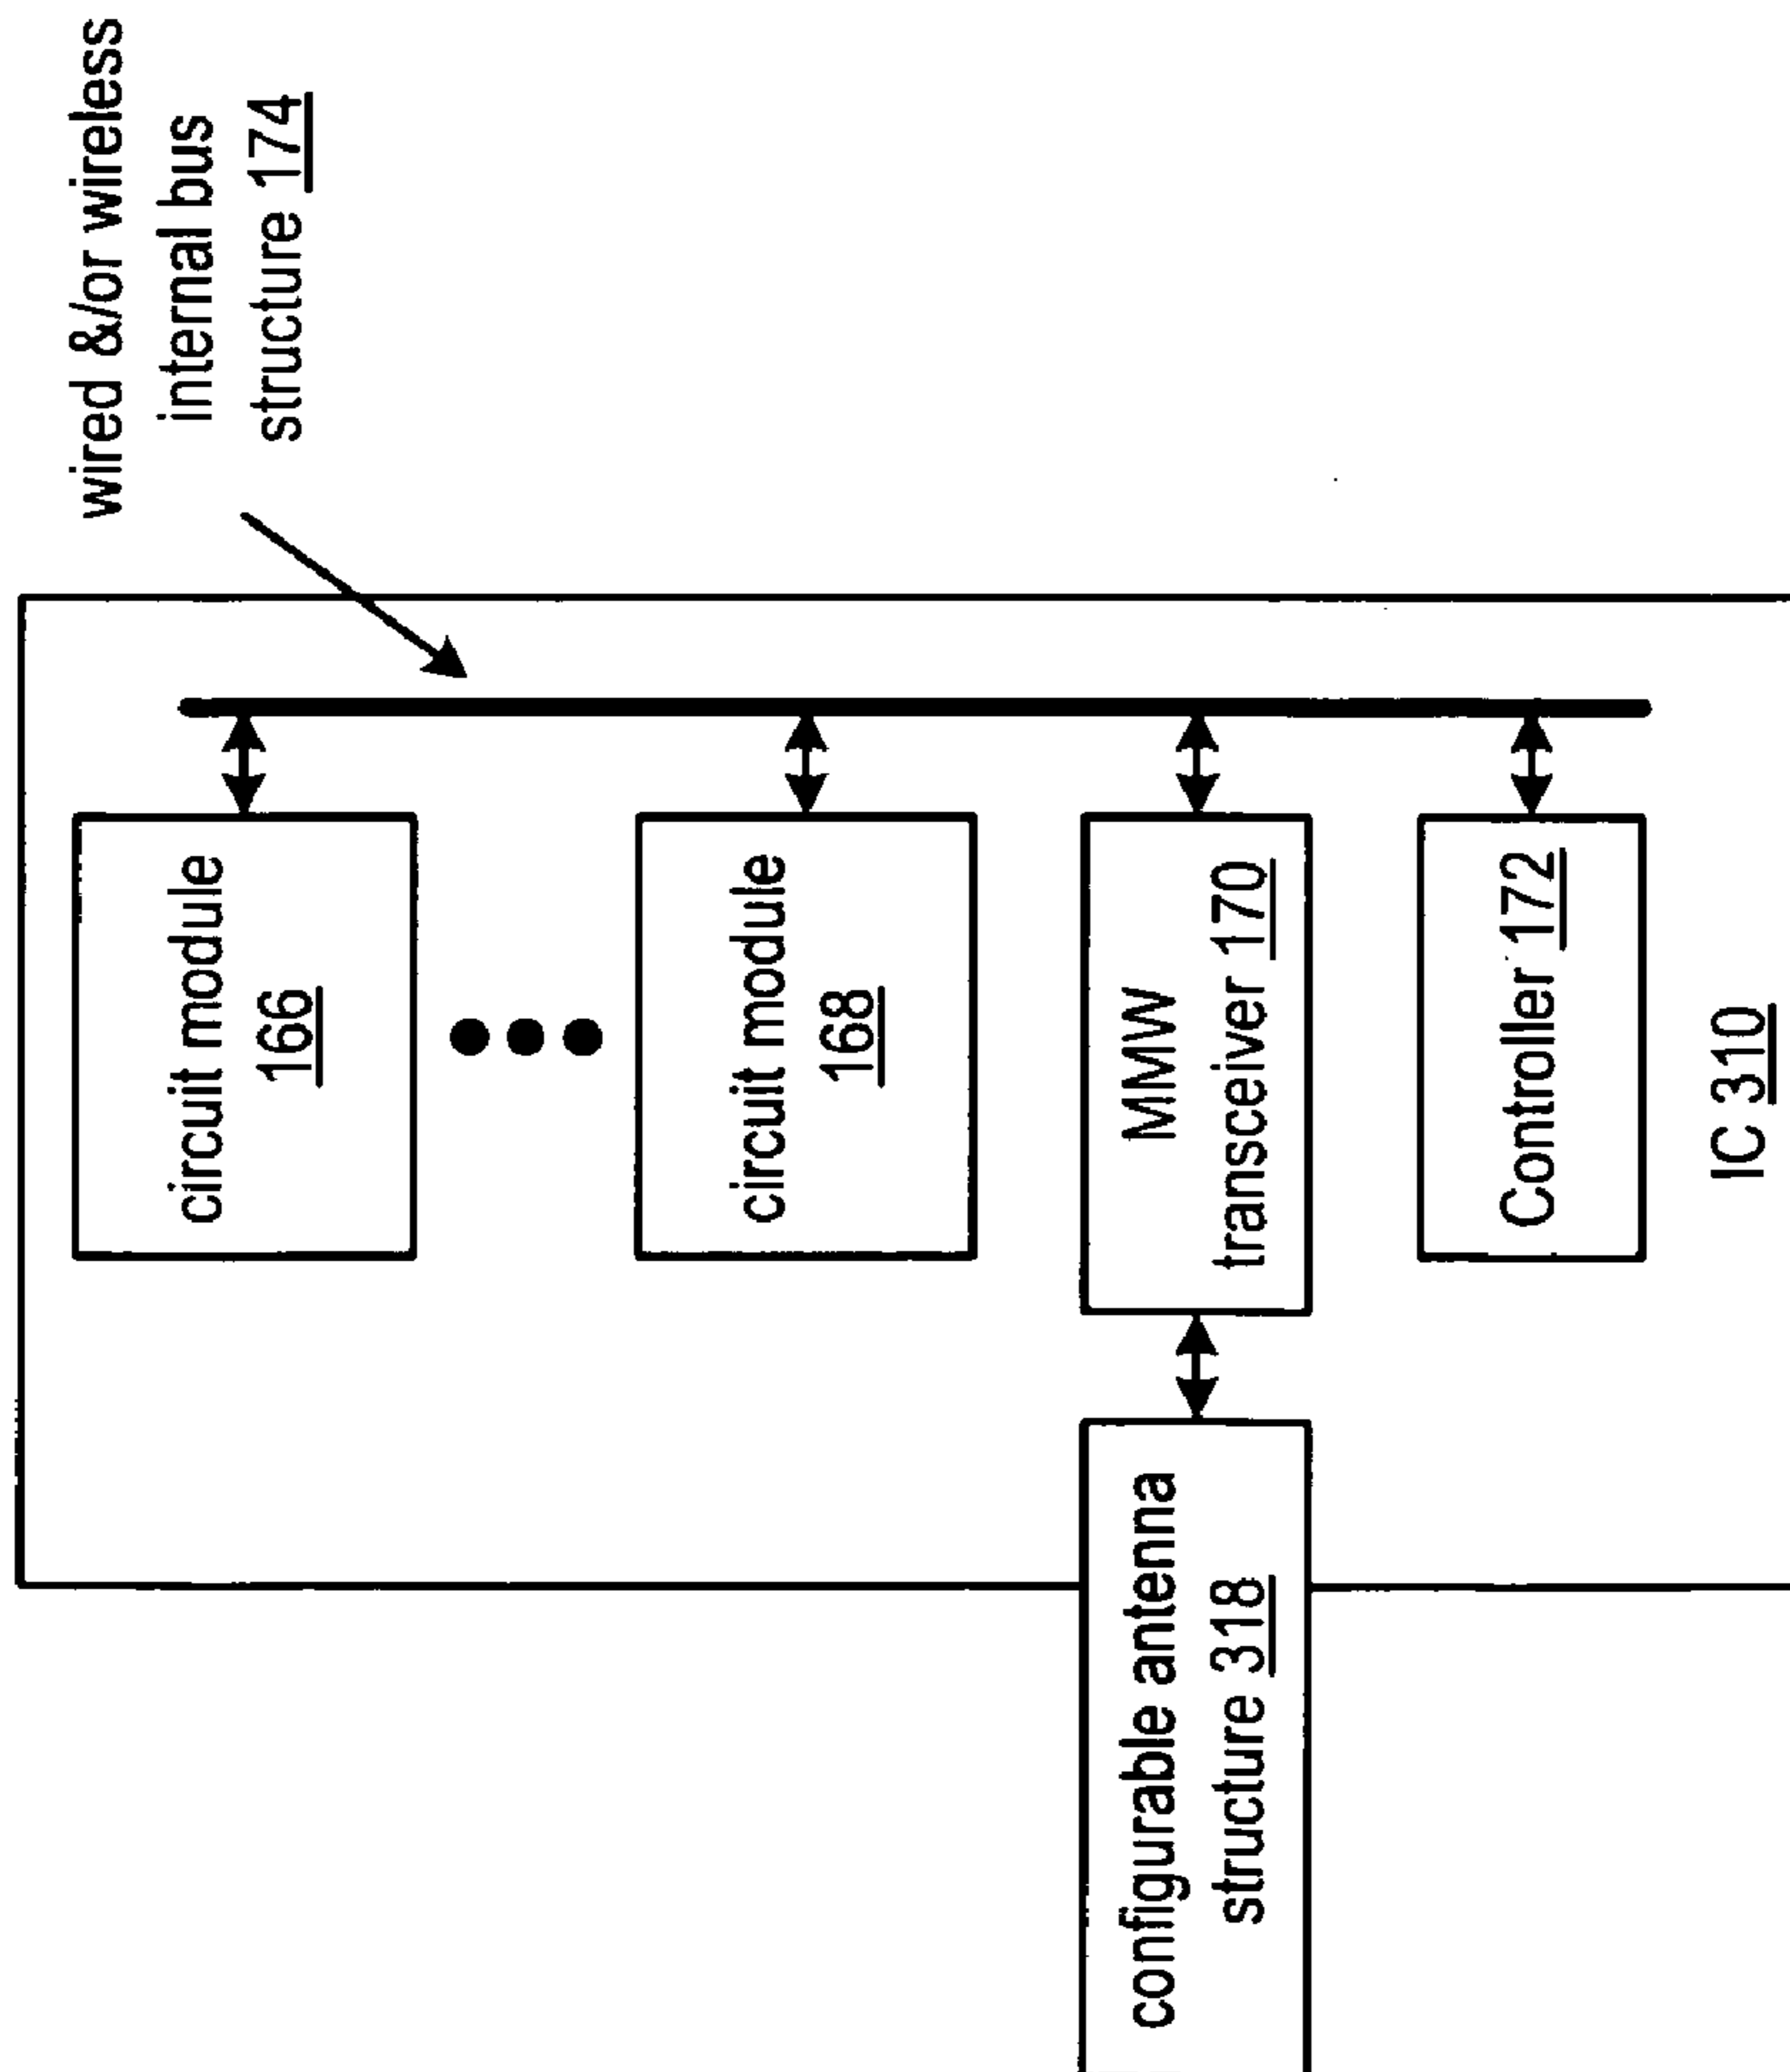 wired &/or wireless
internal bus
structure 174
circuit module
166
circuit module
168
MMW
transceiver 170
Controller 172
IC 310
configurable antenna
structure 318